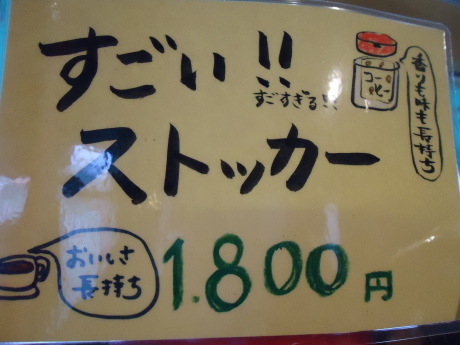 すごい!!
すごすぎる!!
コーヒー
香りも味も長持ち
ストッカー
おいしさ
長持ち
1.800円